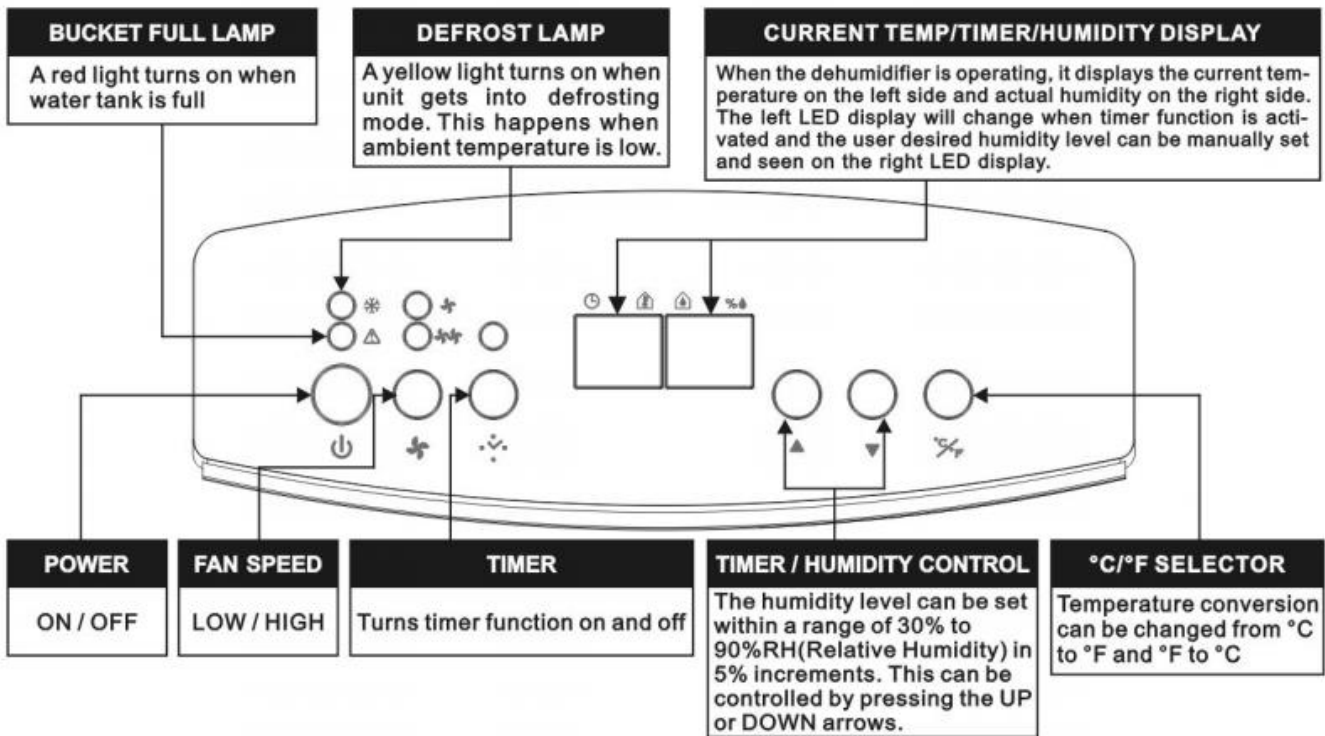 BUCKET FULL LAMP
A red light turns on when
water tank is full
DEFROST LAMP
A yellow light turns on when
unit gets into defrosting
mode. This happens when
ambient temperature is low.
CURRENT TEMP/TIMER/HUMIDITY DISPLAY
When the dehumidifier is operating, it displays the current tem-
perature on the left side and actual humidity on the right side.
The left LED display will change when timer function is acti-
vated and the user desired humidity level can be manually set
and seen on the right LED display.
%
°C/°F
POWER
ON / OFF
FAN SPEED
LOW / HIGH
TIMER
Turns timer function on and off
TIMER / HUMIDITY CONTROL
The humidity level can be set
within a range of 30% to
90%RH(Relative Humidity) in
5% increments. This can be
controlled by pressing the UP
or DOWN arrows.
°C/°F SELECTOR
Temperature conversion
can be changed from °C
to °F and °F to °C